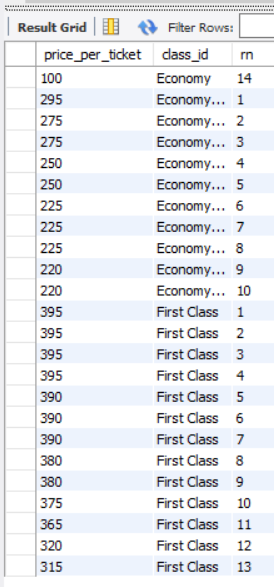 Result Grid Filter Rows:
price_per_ticket class_id rn
100 Economy 14
295 Economy... 1
275 Economy... 2
275 Economy... 3
250 Economy... 4
250 Economy... 5
225 Economy... 6
225 Economy... 7
225 Economy... 8
220 Economy... 9
220 Economy... 10
395 First Class 1
395 First Class 2
395 First Class 3
395 First Class 4
390 First Class 5
390 First Class 6
390 First Class 7
380 First Class 8
380 First Class 9
375 First Class 10
365 First Class 11
320 First Class 12
315 First Class 13